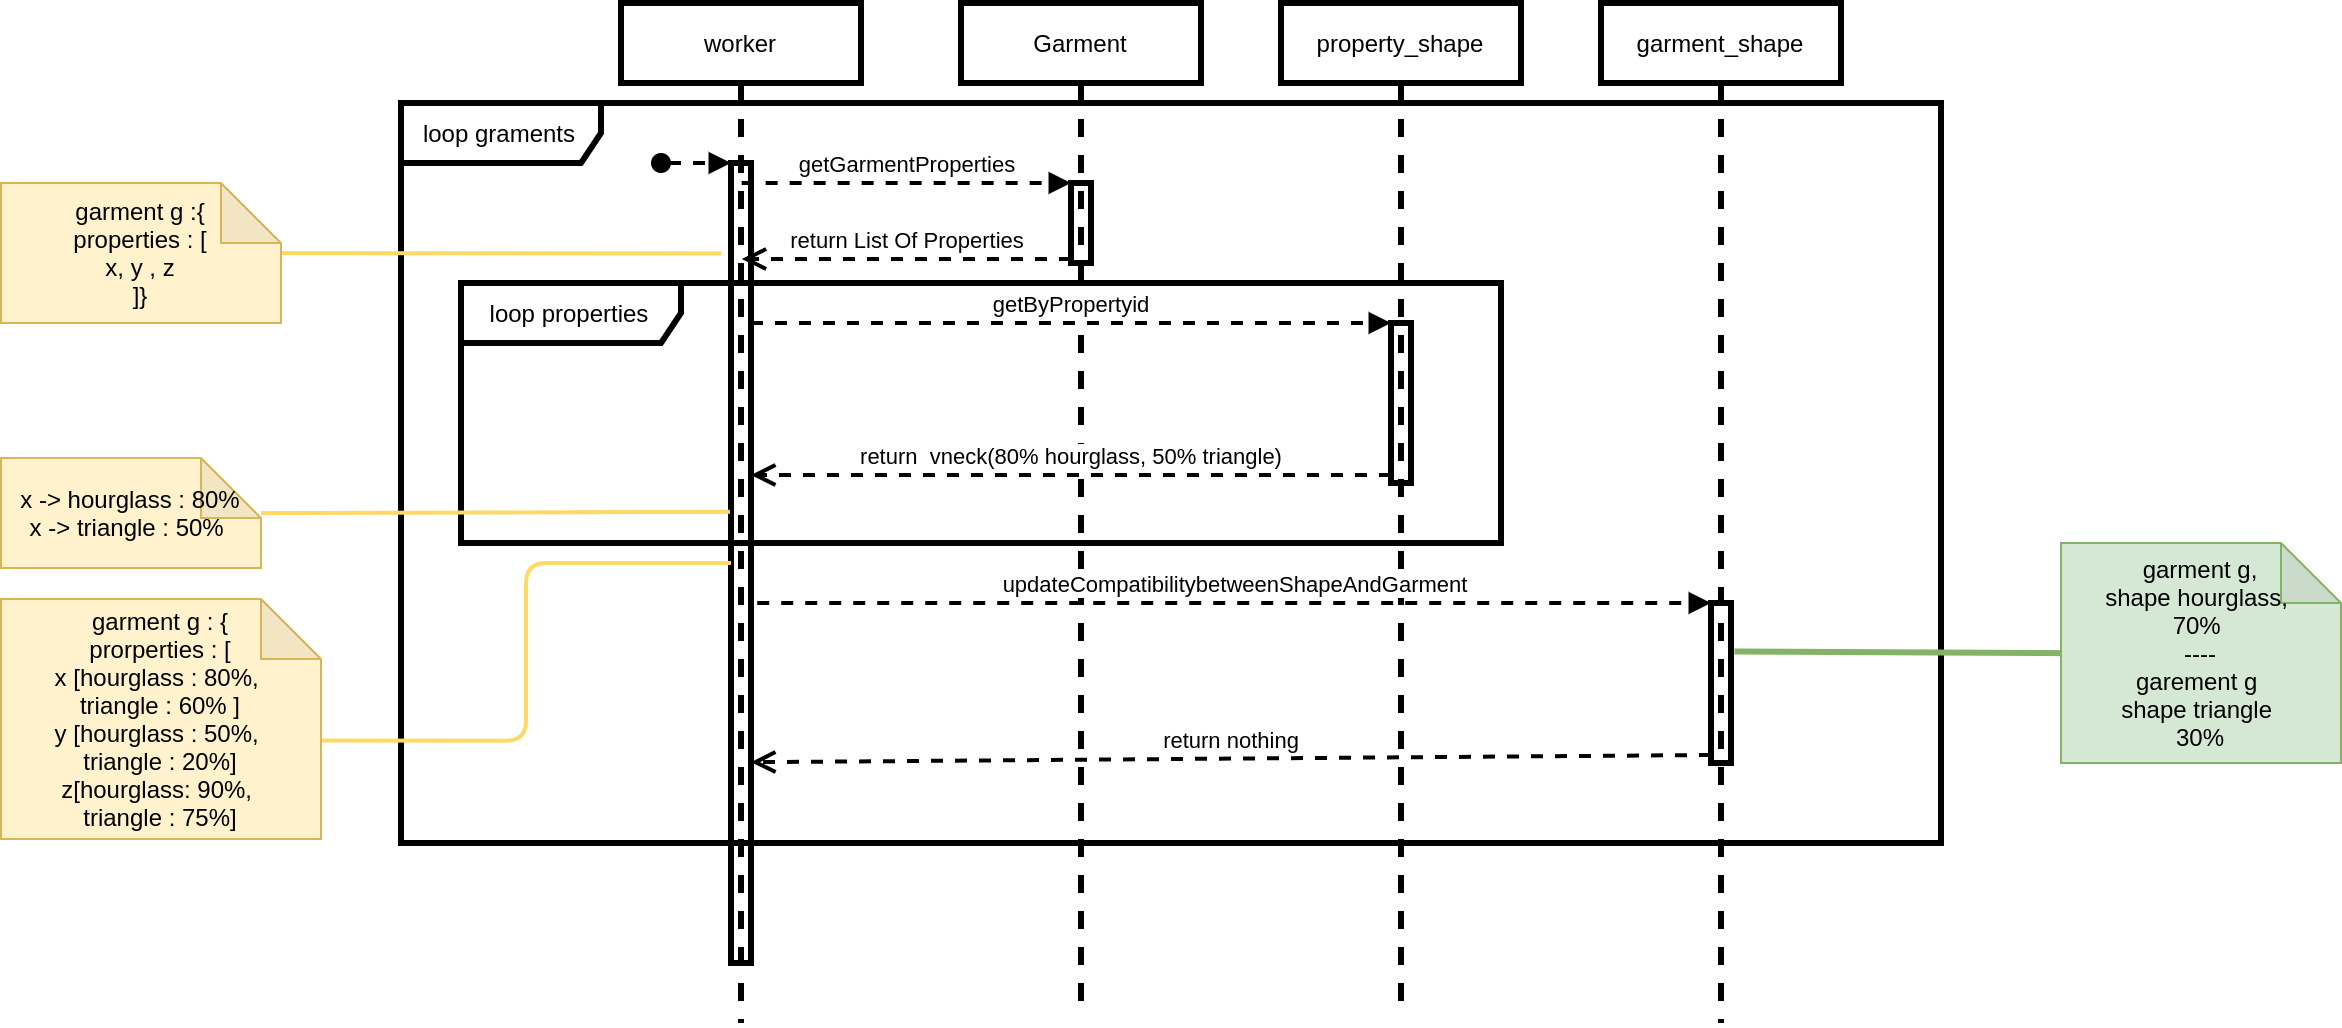 worker
Garment
property_shape
garment_shape
loop graments
getGarmentProperties
garment g :{
properties : [
x, y , z
]}
return List Of Properties
loop properties
getByPropertyid
return  vneck(80% hourglass, 50% triangle)
x -> hourglass : 80%
x -> triangle : 50%
updateCompatibilitybetweenShapeAndGarment
garment g : {
prorperties : [
x [hourglass : 80%,
triangle : 60% ]
y [hourglass : 50%,
triangle : 20%]
z[hourglass: 90%,
triangle : 75%]
return nothing
garment g,
shape hourglass,
70%
----
garement g
shape triangle
30%